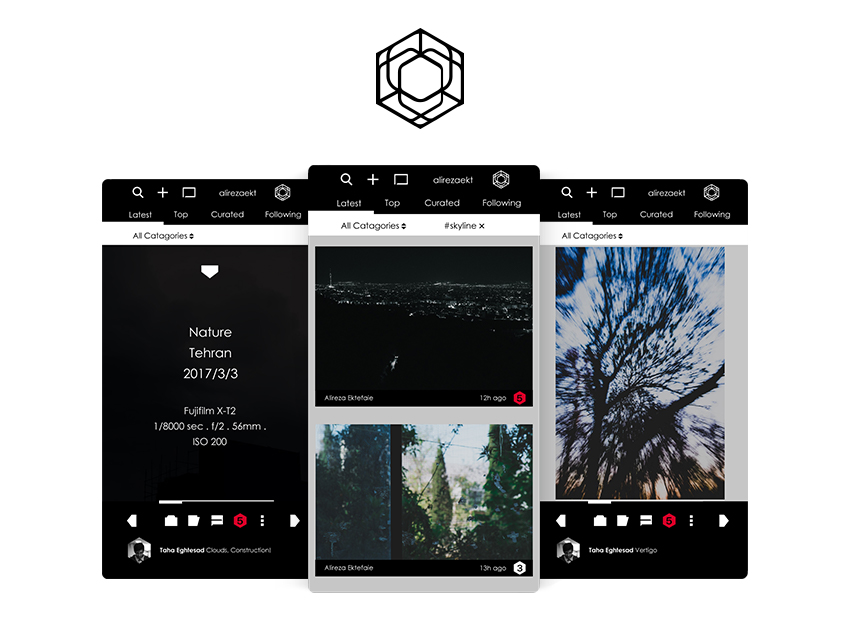 alirezaekt
Latest Top Curated Following
All Catagories
Nature
Tehran
2017/3/3
Fujifilm X-T2
1/8000 sec . f/2 . 56mm .
ISO 200
5
Taha Eghtesad Clouds, Construction!
alirezaekt
Latest Top Curated Following
All Catagories #skyline ×
Alireza Ektefaie 12h ago 5
Alireza Ektefaie 13h ago 3
alirezaekt
Latest Top Curated Following
All Catagories
5
Taha Eghtesad Vertigo